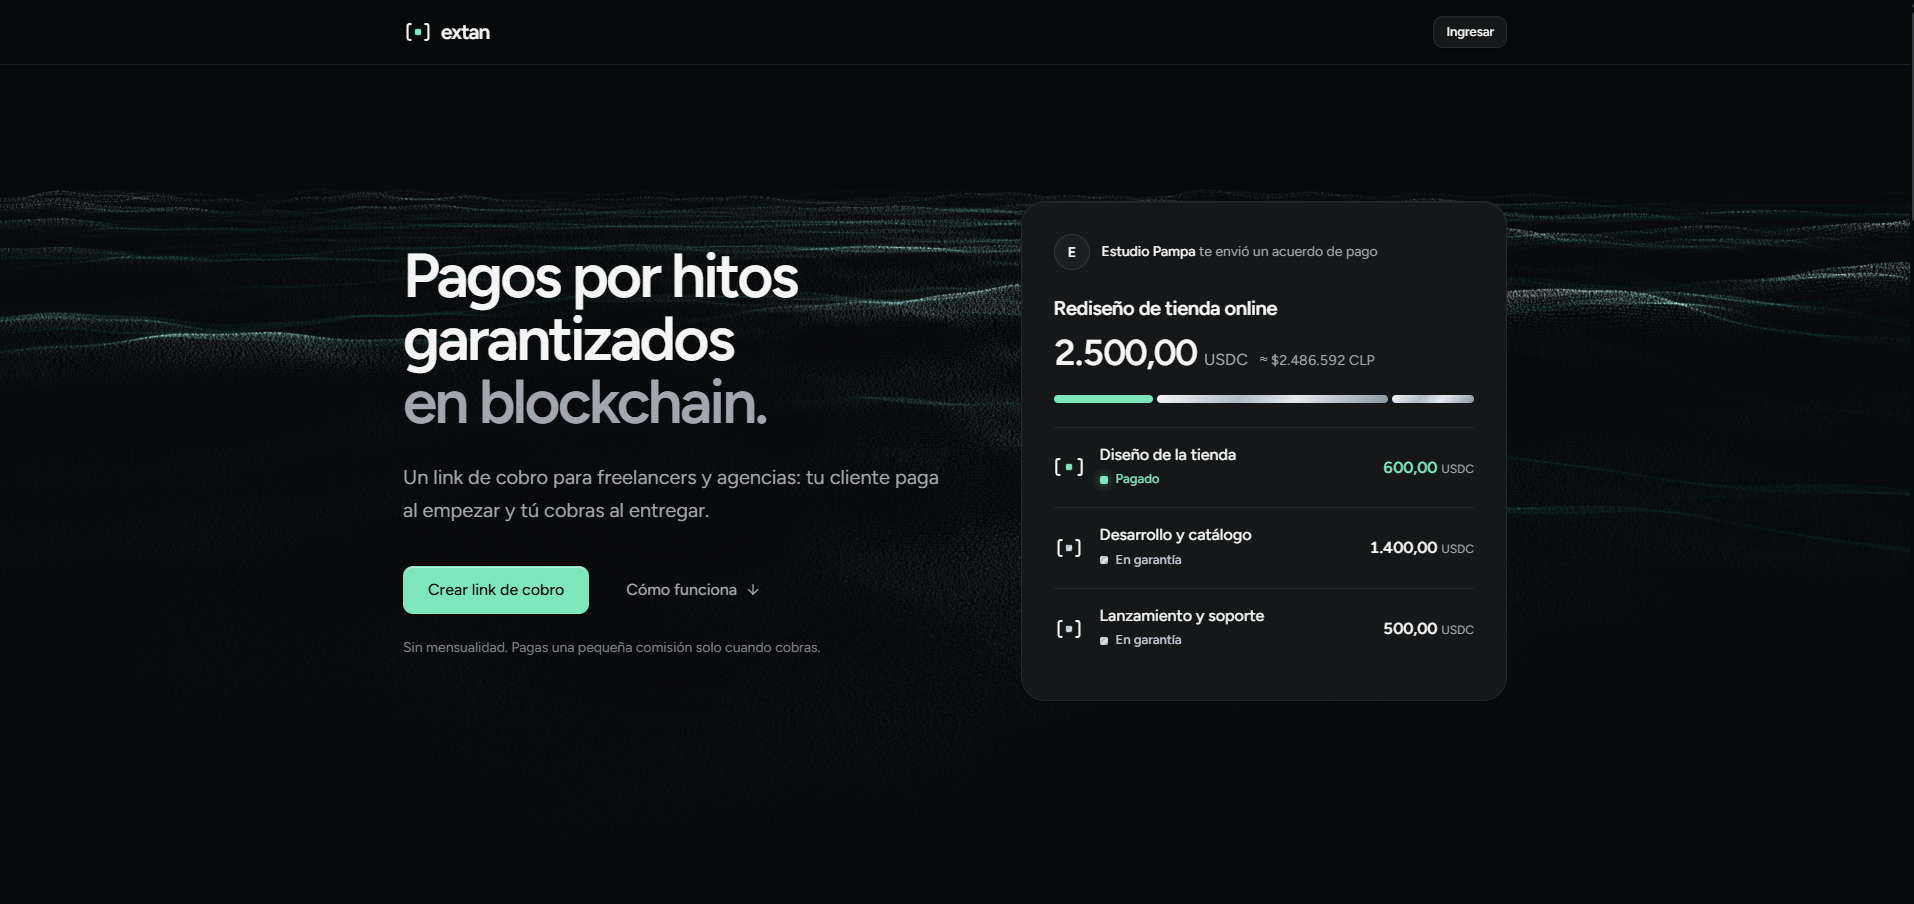 extan
Ingresar
Pagos por hitos
garantizados
en blockchain.
Un link de cobro para freelancers y agencias: tu cliente paga
al empezar y tú cobras al entregar.
Crear link de cobro
Cómo funciona ↓
Sin mensualidad. Pagas una pequeña comisión solo cuando cobras.
E
Estudio Pampa te envió un acuerdo de pago
Rediseño de tienda online
2.500,00 USDC ≈ $2.486.592 CLP
Diseño de la tienda
Pagado
600,00 USDC
Desarrollo y catálogo
En garantía
1.400,00 USDC
Lanzamiento y soporte
En garantía
500,00 USDC